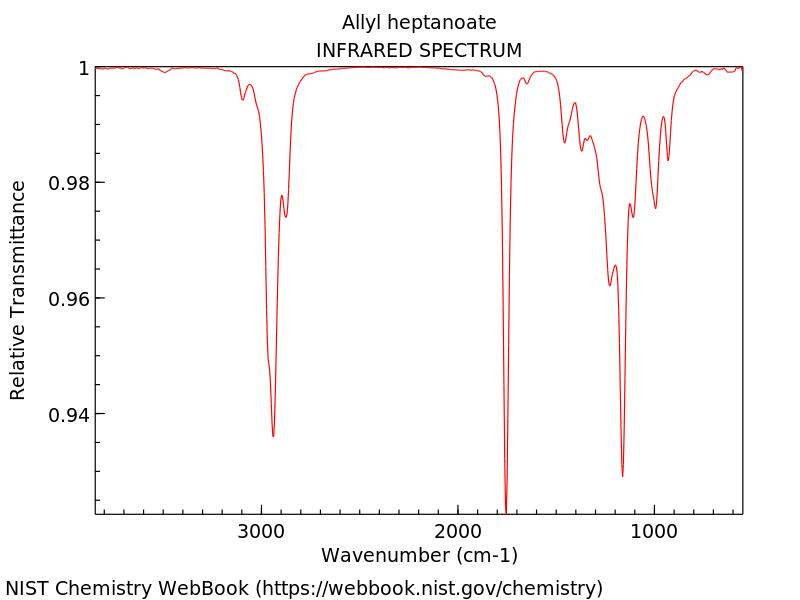 Allyl heptanoate
INFRARED SPECTRUM
1
0.98
0.96
0.94
Relative Transmittance
3000 2000 1000
Wavenumber (cm-1)
NIST Chemistry WebBook (https://webbook.nist.gov/chemistry)